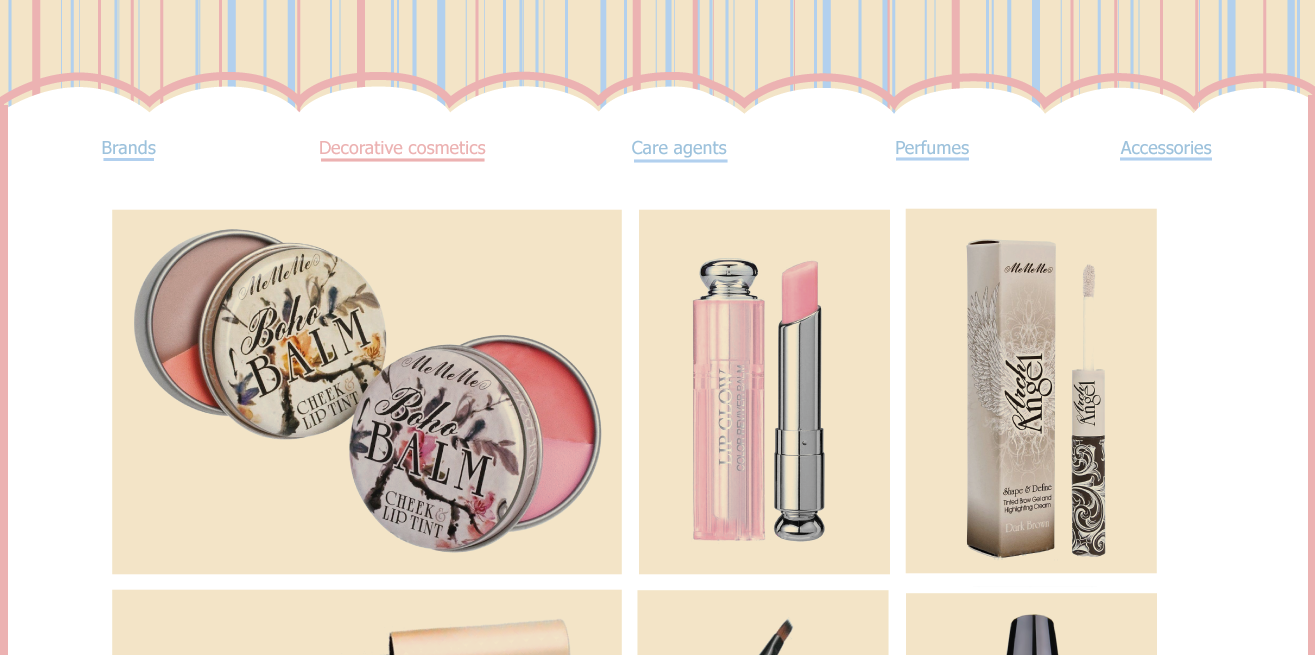 Brands
Decorative cosmetics
Care agents
Perfumes
Accessories
MeMeMe
Boho
BALM
CHEEK &
LIP TINT
MeMeMe
Boho
BALM
CHEEK &
LIP TINT
LIP GLOW
COLOR REVIVER BALM
MeMeMe
Arch
Angel
Shape & Define
Tinted Brow Gel and
Highlighting Cream
Dark Brown
Arch
Angel